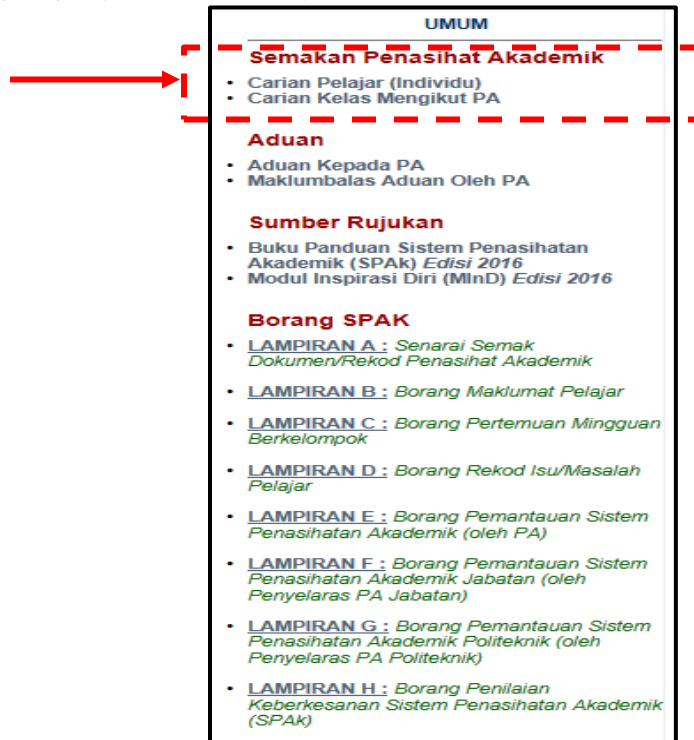 UMUM
Semakan Penasihat Akademik
• Carian Pelajar (Individu)
• Carian Kelas Mengikut PA
Aduan
• Aduan Kepada PA
• Maklumbalas Aduan Oleh PA
Sumber Rujukan
• Buku Panduan Sistem Penasihatan
Akademik (SPAk) Edisi 2016
• Modul Inspirasi Diri (MInD) Edisi 2016
Borang SPAK
• LAMPIRAN A : Senarai Semak
Dokumen/Rekod Penasihat Akademik
• LAMPIRAN B : Borang Maklumat Pelajar
• LAMPIRAN C : Borang Pertemuan Mingguan
Berkelompok
• LAMPIRAN D : Borang Rekod Isu/Masalah
Pelajar
• LAMPIRAN E : Borang Pemantauan Sistem
Penasihatan Akademik (oleh PA)
• LAMPIRAN F : Borang Pemantauan Sistem
Penasihatan Akademik Jabatan (oleh
Penyelaras PA Jabatan)
• LAMPIRAN G : Borang Pemantauan Sistem
Penasihatan Akademik Politeknik (oleh
Penyelaras PA Politeknik)
• LAMPIRAN H : Borang Penilaian
Keberkesanan Sistem Penasihatan Akademik
(SPAk)